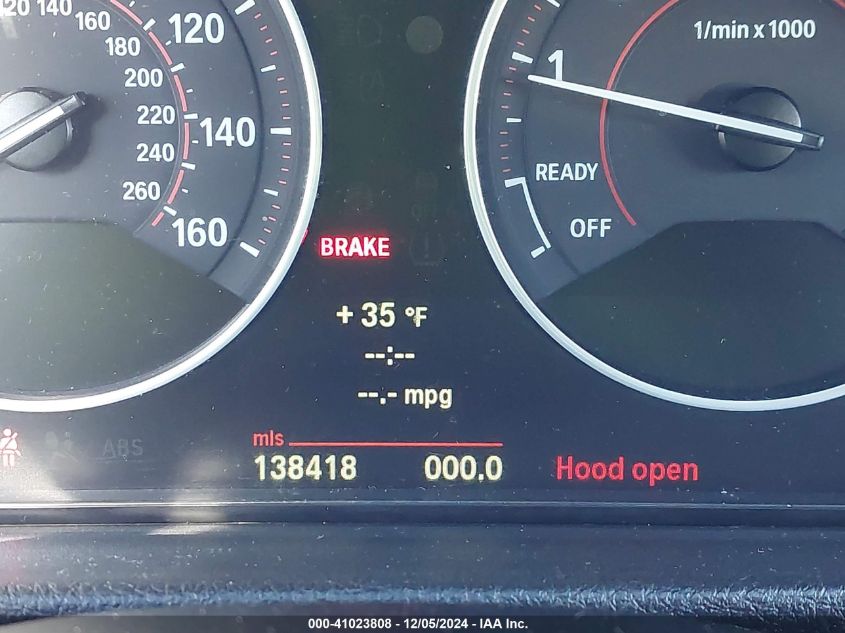 120 140 160 120
180
200
220 140
240
260
160
1/min x 1000
1
READY
OFF
BRAKE
+ 35 °F
--:--
--.- mpg
ABS
mls
138418 000.0 Hood open
000-41023808 - 12/05/2024 - IAA Inc.